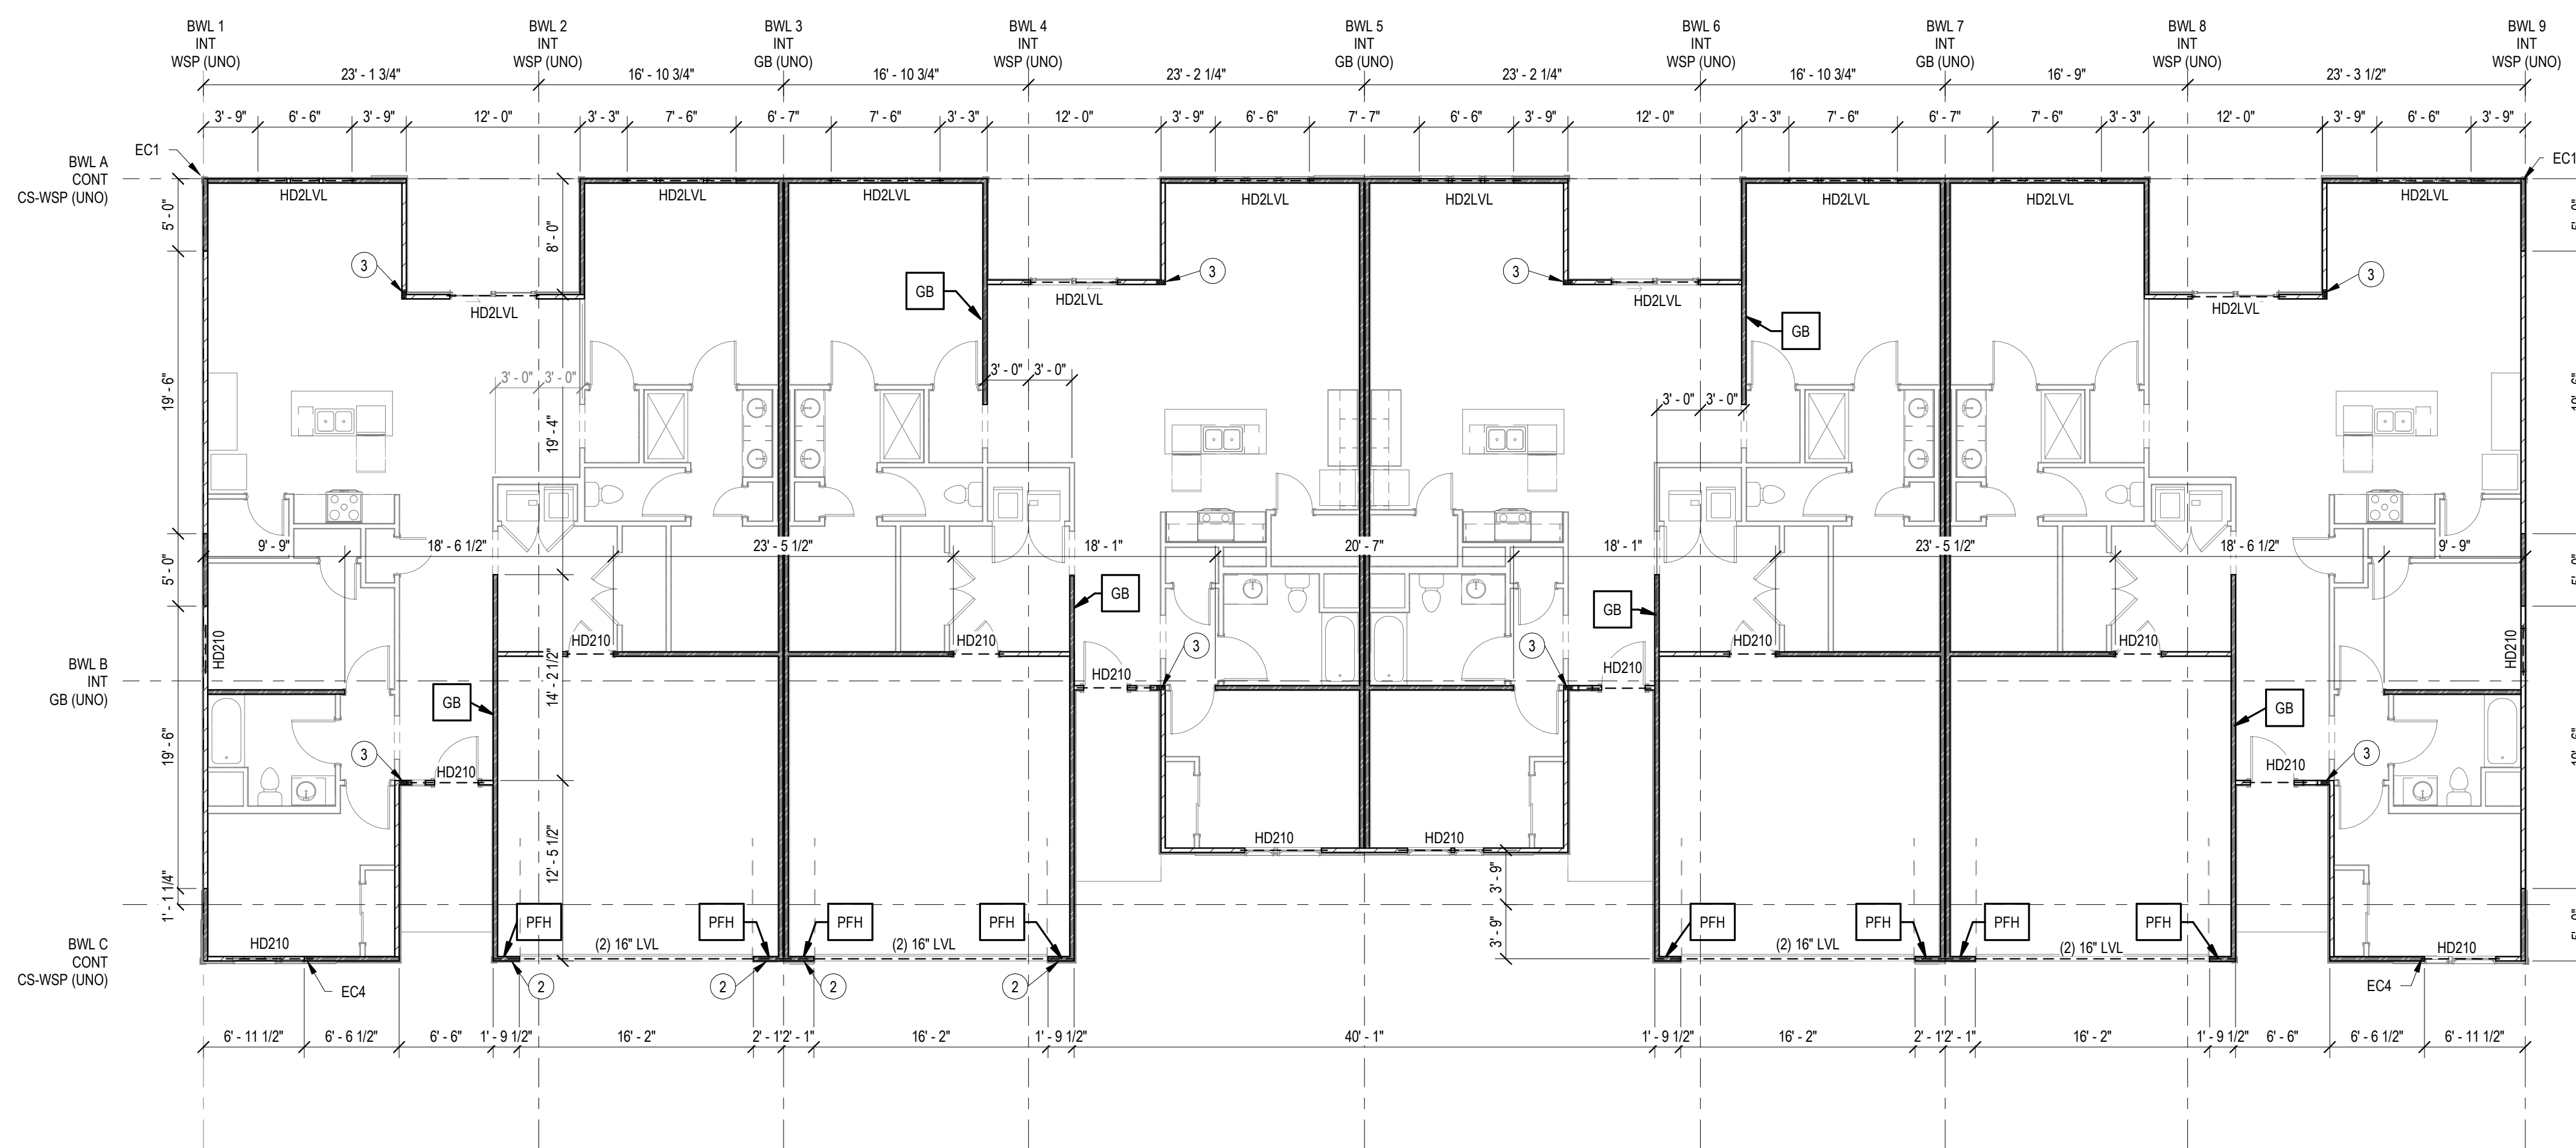 BWL 1
INT
WSP (UNO)
BWL 2
INT
WSP (UNO)
BWL 3
INT
GB (UNO)
BWL 4
INT
WSP (UNO)
BWL 5
INT
GB (UNO)
BWL 6
INT
WSP (UNO)
BWL 7
INT
GB (UNO)
BWL 8
INT
WSP (UNO)
BWL 9
INT
WSP (UNO)
23' - 1 3/4"
16' - 10 3/4"
16' - 10 3/4"
23' - 2 1/4"
23' - 2 1/4"
16' - 10 3/4"
16' - 9"
23' - 3 1/2"
3' - 9"
6' - 6"
3' - 9"
12' - 0"
3' - 3"
7' - 6"
6' - 7"
7' - 6"
3' - 3"
12' - 0"
3' - 9"
6' - 6"
7' - 7"
6' - 6"
3' - 9"
12' - 0"
3' - 3"
7' - 6"
6' - 7"
7' - 6"
3' - 3"
12' - 0"
3' - 9"
6' - 6"
3' - 9"
EC1
EC1
BWL A
CONT
CS-WSP (UNO)
HD2LVL
HD2LVL
HD2LVL
HD2LVL
HD2LVL
HD2LVL
HD2LVL
HD2LVL
5' - 0"
8' - 0"
3
3
3
3
GB
HD2LVL
HD2LVL
HD2LVL
HD2LVL
GB
19' - 6"
3' - 0"
3' - 0"
3' - 0"
3' - 0"
3' - 0"
3' - 0"
19' - 4"
9' - 9"
18' - 6 1/2"
23' - 5 1/2"
18' - 1"
20' - 7"
18' - 1"
23' - 5 1/2"
18' - 6 1/2"
9' - 9"
5' - 0"
GB
GB
HD210
HD210
HD210
HD210
HD210
HD210
3
3
BWL B
INT
GB (UNO)
HD210
HD210
14' - 2 1/2"
GB
GB
19' - 6"
3
HD210
HD210
3
12' - 5 1/2"
HD210
HD210
3' - 9"
1' - 1 1/4"
PFH
PFH
PFH
PFH
PFH
PFH
PFH
PFH
3' - 9"
BWL C
CONT
CS-WSP (UNO)
HD210
(2) 16" LVL
(2) 16" LVL
(2) 16" LVL
(2) 16" LVL
HD210
EC4
2
2
2
2
EC4
6' - 11 1/2"
6' - 6 1/2"
6' - 6"
1' - 9 1/2"
16' - 2"
2' - 1"
2' - 1"
16' - 2"
1' - 9 1/2"
40' - 1"
1' - 9 1/2"
16' - 2"
2' - 1"
2' - 1"
16' - 2"
1' - 9 1/2"
6' - 6"
6' - 6 1/2"
6' - 11 1/2"